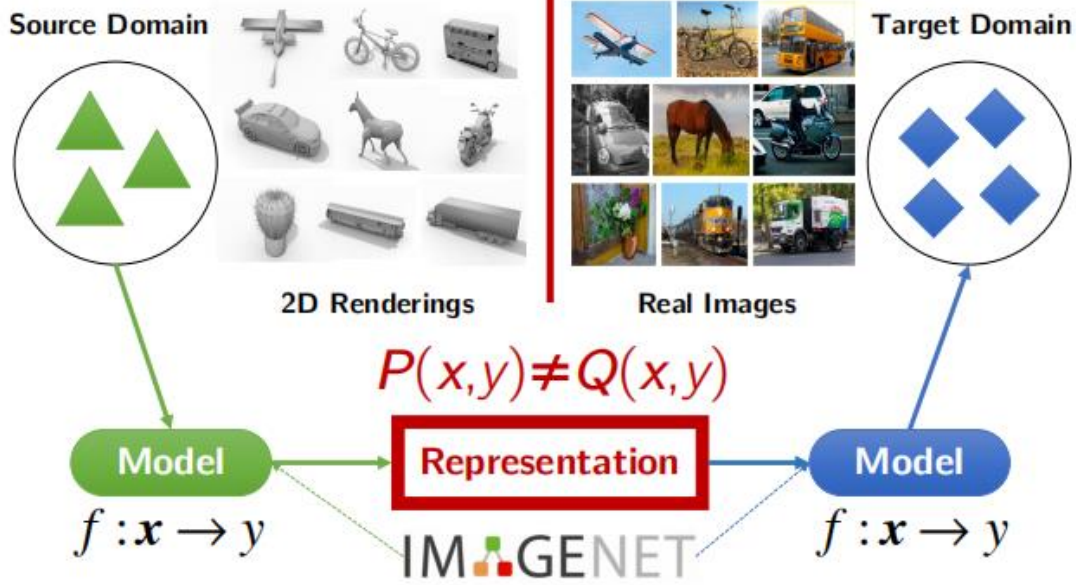 Source Domain
Target Domain
2D Renderings
Real Images
P(x,y)≠Q(x,y)
Model
Representation
Model
f : x → y
f : x → y
IMAGENET